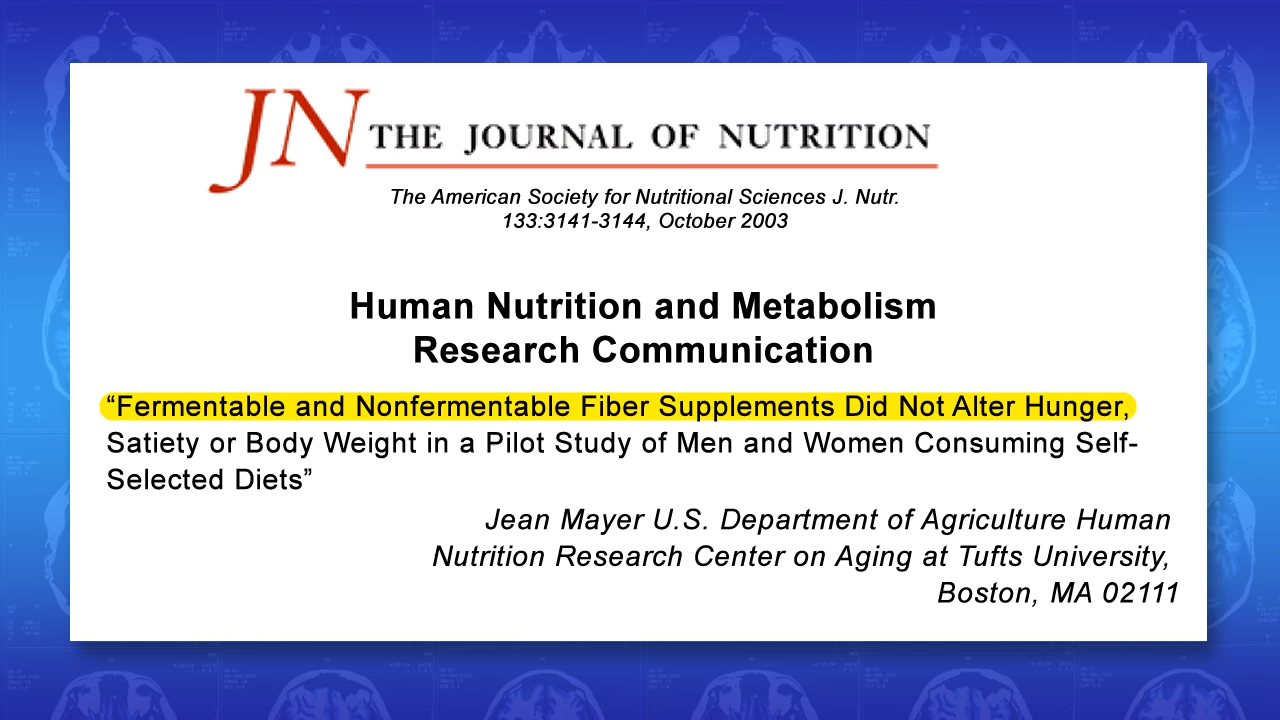 JN THE JOURNAL OF NUTRITION
The American Society for Nutritional Sciences J. Nutr.
133:3141-3144, October 2003
Human Nutrition and Metabolism
Research Communication
“Fermentable and Nonfermentable Fiber Supplements Did Not Alter Hunger,
Satiety or Body Weight in a Pilot Study of Men and Women Consuming Self-
Selected Diets”
Jean Mayer U.S. Department of Agriculture Human
Nutrition Research Center on Aging at Tufts University,
Boston, MA 02111